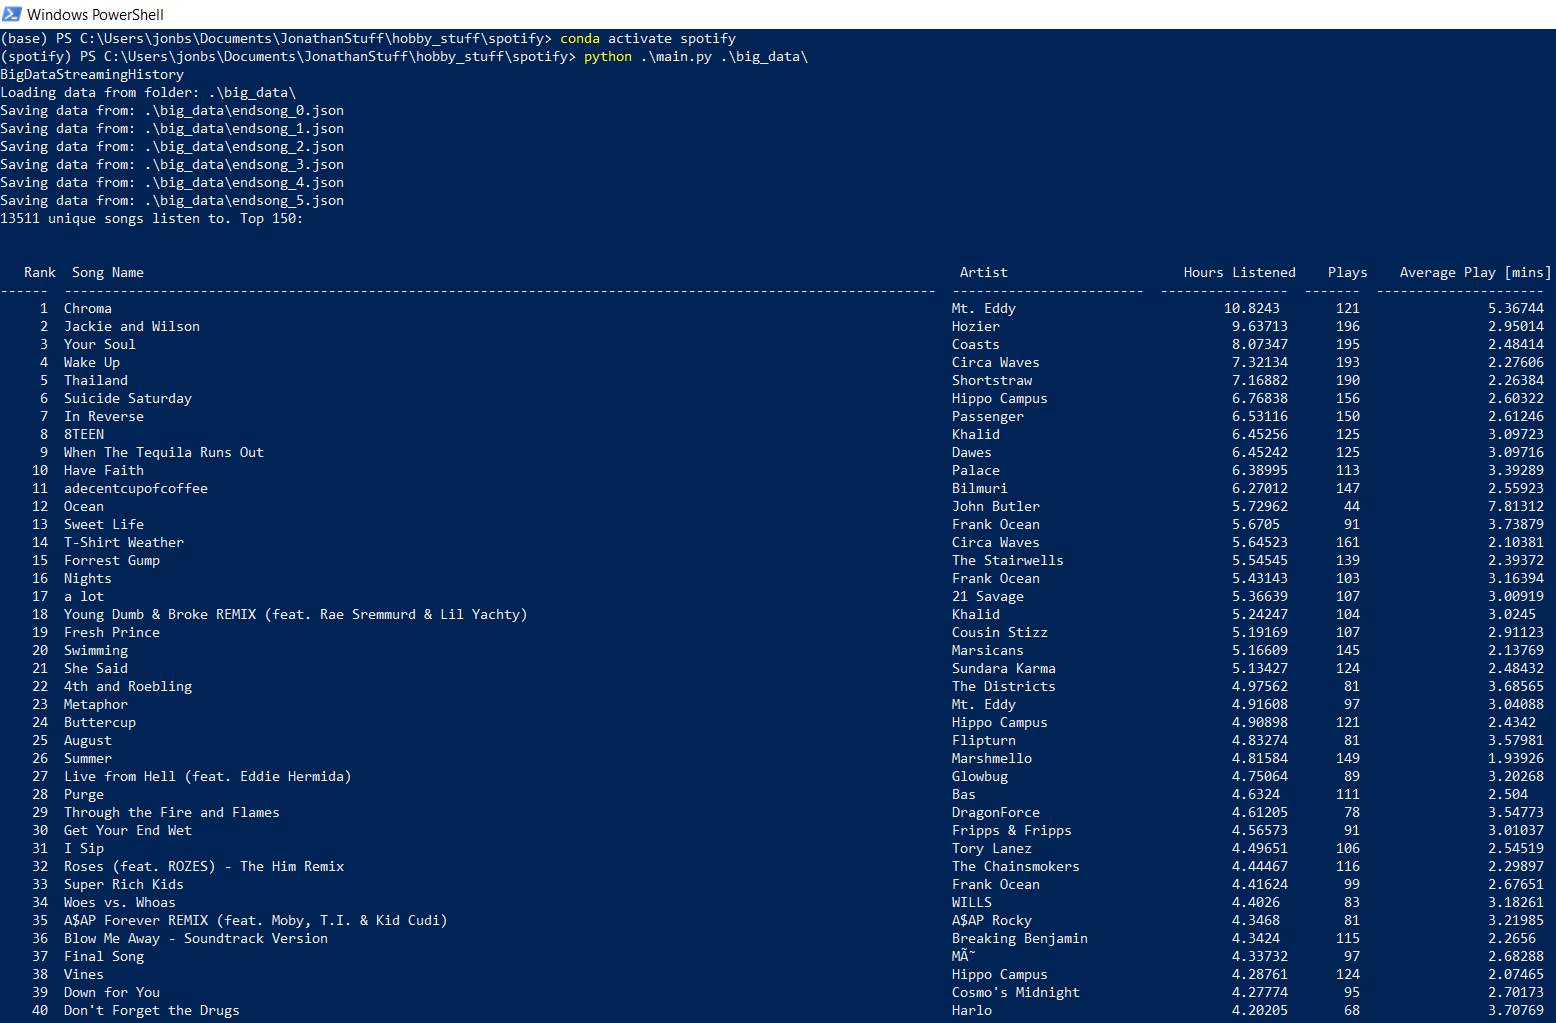 Windows PowerShell
(base) PS C:\Users\jonbs\Documents\JonathanStuff\hobby_stuff\spotify> conda activate spotify
(spotify) PS C:\Users\jonbs\Documents\JonathanStuff\hobby_stuff\spotify> python .\main.py .\big_data\
BigDataStreamingHistory
Loading data from folder: .\big_data\
Saving data from: .\big_data\endsong_0.json
Saving data from: .\big_data\endsong_1.json
Saving data from: .\big_data\endsong_2.json
Saving data from: .\big_data\endsong_3.json
Saving data from: .\big_data\endsong_4.json
Saving data from: .\big_data\endsong_5.json
13511 unique songs listen to. Top 150:
Rank Song Name Artist Hours Listened Plays Average Play [mins]
------ ------------------------------------------------------------------------------------------------------------- ------------------------ ---------------- ------- ---------------------
1 Chroma Mt. Eddy 10.8243 121 5.36744
2 Jackie and Wilson Hozier 9.63713 196 2.95014
3 Your Soul Coasts 8.07347 195 2.48414
4 Wake Up Circa Waves 7.32134 193 2.27606
5 Thailand Shortstraw 7.16882 190 2.26384
6 Suicide Saturday Hippo Campus 6.76838 156 2.60322
7 In Reverse Passenger 6.53116 150 2.61246
8 8TEEN Khalid 6.45256 125 3.09723
9 When The Tequila Runs Out Dawes 6.45242 125 3.09716
10 Have Faith Palace 6.38995 113 3.39289
11 adecentcupofcoffee Bilmuri 6.27012 147 2.55923
12 Ocean John Butler 5.72962 44 7.81312
13 Sweet Life Frank Ocean 5.6705 91 3.73879
14 T-Shirt Weather Circa Waves 5.64523 161 2.10381
15 Forrest Gump The Stairwells 5.54545 139 2.39372
16 Nights Frank Ocean 5.43143 103 3.16394
17 a lot 21 Savage 5.36639 107 3.00919
18 Young Dumb & Broke REMIX (feat. Rae Sremmurd & Lil Yachty) Khalid 5.24247 104 3.0245
19 Fresh Prince Cousin Stizz 5.19169 107 2.91123
20 Swimming Marsicans 5.16609 145 2.13769
21 She Said Sundara Karma 5.13427 124 2.48432
22 4th and Roebling The Districts 4.97562 81 3.68565
23 Metaphor Mt. Eddy 4.91608 97 3.04088
24 Buttercup Hippo Campus 4.90898 121 2.4342
25 August Flipturn 4.83274 81 3.57981
26 Summer Marshmello 4.81584 149 1.93926
27 Live from Hell (feat. Eddie Hermida) Glowbug 4.75064 89 3.20268
28 Purge Bas 4.6324 111 2.504
29 Through the Fire and Flames DragonForce 4.61205 78 3.54773
30 Get Your End Wet Fripps & Fripps 4.56573 91 3.01037
31 I Sip Tory Lanez 4.49651 106 2.54519
32 Roses (feat. ROZES) - The Him Remix The Chainsmokers 4.44467 116 2.29897
33 Super Rich Kids Frank Ocean 4.41624 99 2.67651
34 Woes vs. Whoas WILLS 4.4026 83 3.18261
35 A$AP Forever REMIX (feat. Moby, T.I. & Kid Cudi) A$AP Rocky 4.3468 81 3.21985
36 Blow Me Away - Soundtrack Version Breaking Benjamin 4.3424 115 2.2656
37 Final Song MÃ˜ 4.33732 97 2.68288
38 Vines Hippo Campus 4.28761 124 2.07465
39 Down for You Cosmo's Midnight 4.27774 95 2.70173
40 Don't Forget the Drugs Harlo 4.20205 68 3.70769